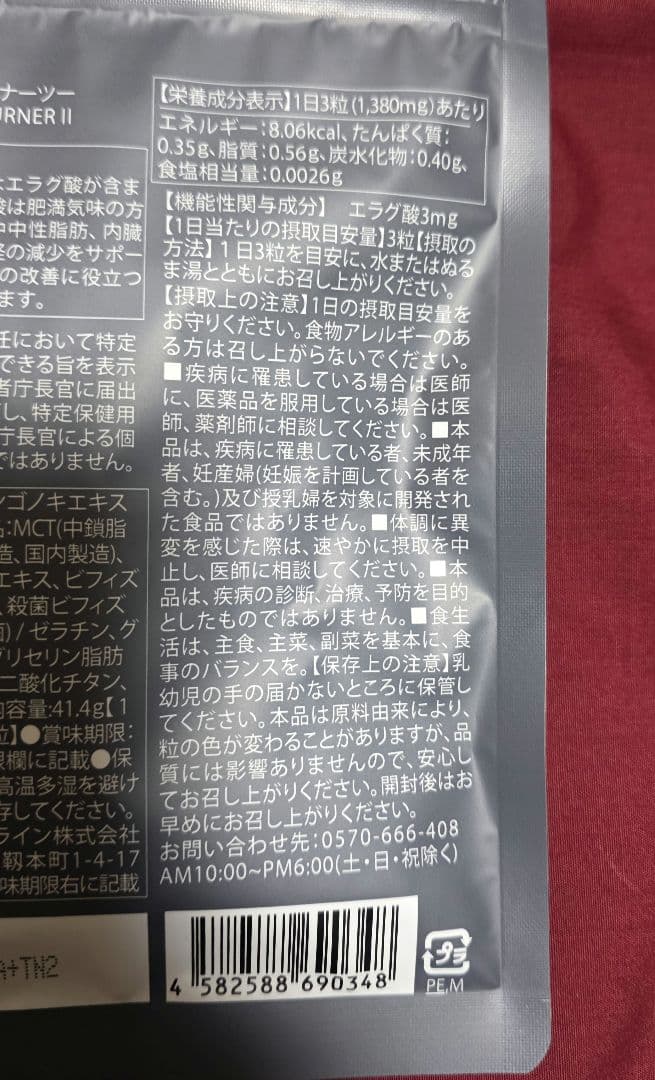 ナーツー
URNER II
エラグ酸が含ま
酸は肥満気味の方
中性脂肪、内臓
の減少をサポー
の改善に役立つ
ます。
任において特定
できる旨を表示
者庁長官に届出
し、特定保健用
庁長官による個
ではありません。
ンゴノキエキス
:MCT(中鎖脂
造、国内製造)、
エキス、ビフィズ
、殺菌ビフィズ
/ ゼラチン、グ
グリセリン脂肪
二酸化チタン、
内容量:41.4g【1
粒】●賞味期限:
限欄に記載●保
高温多湿を避け
存してください。
ライン株式会社
靱本町1-4-17
味期限右に記載
A+TN2
【栄養成分表示】1日3粒(1,380mg)あたり
エネルギー:8.06kcal、たんぱく質:
0.35g、脂質:0.56g、炭水化物:0.40g、
食塩相当量:0.0026g
【機能性関与成分】 エラグ酸3mg
【1日当たりの摂取目安量】3粒【摂取の
方法】1日3粒を目安に、水またはぬる
ま湯とともにお召し上がりください。
【摂取上の注意】1日の摂取目安量を
お守りください。食物アレルギーのあ
る方は召し上がらないでください。
■疾病に罹患している場合は医師
に、医薬品を服用している場合は医
師、薬剤師に相談してください。■本
品は、疾病に罹患している者、未成年
者、妊産婦(妊娠を計画している者を
含む。)及び授乳婦を対象に開発され
た食品ではありません。■体調に異
変を感じた際は、速やかに摂取を中
止し、医師に相談してください。■本
品は、疾病の診断、治療、予防を目的
としたものではありません。■食生
活は、主食、主菜、副菜を基本に、食
事のバランスを。【保存上の注意】乳
幼児の手の届かないところに保管し
てください。本品は原料由来により、
粒の色が変わることがありますが、品
質には影響ありませんので、安心し
てお召し上がりください。開封後はお
早めにお召し上がりください。
お問い合わせ先:0570-666-408
AM10:00~PM6:00(土・日・祝除く)
4 582588 690348
プラ
PE,M